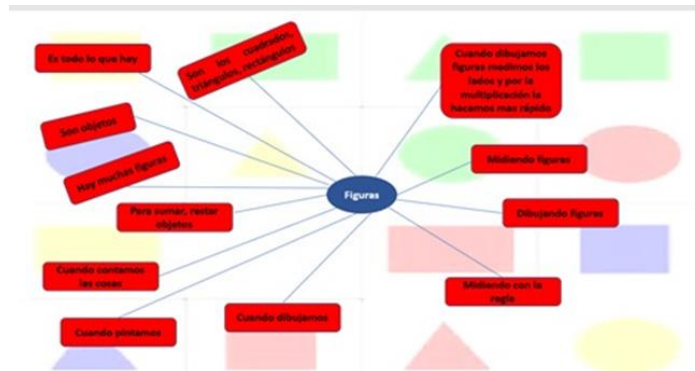 Es todo lo que hay
Son los cuadrados,
triángulos, rectángulos
Cuando dibujamos
figuras medimos los
lados y por la
multiplicación la
hacemos mas rápido
Son objetos
Hay muchas figuras
Midiendo figuras
Figuras
Para sumar, restar
objetos
Dibujando figuras
Cuando contamos
las cosas
Midiendo con la
regla
Cuando pintamos
Cuando dibujamos